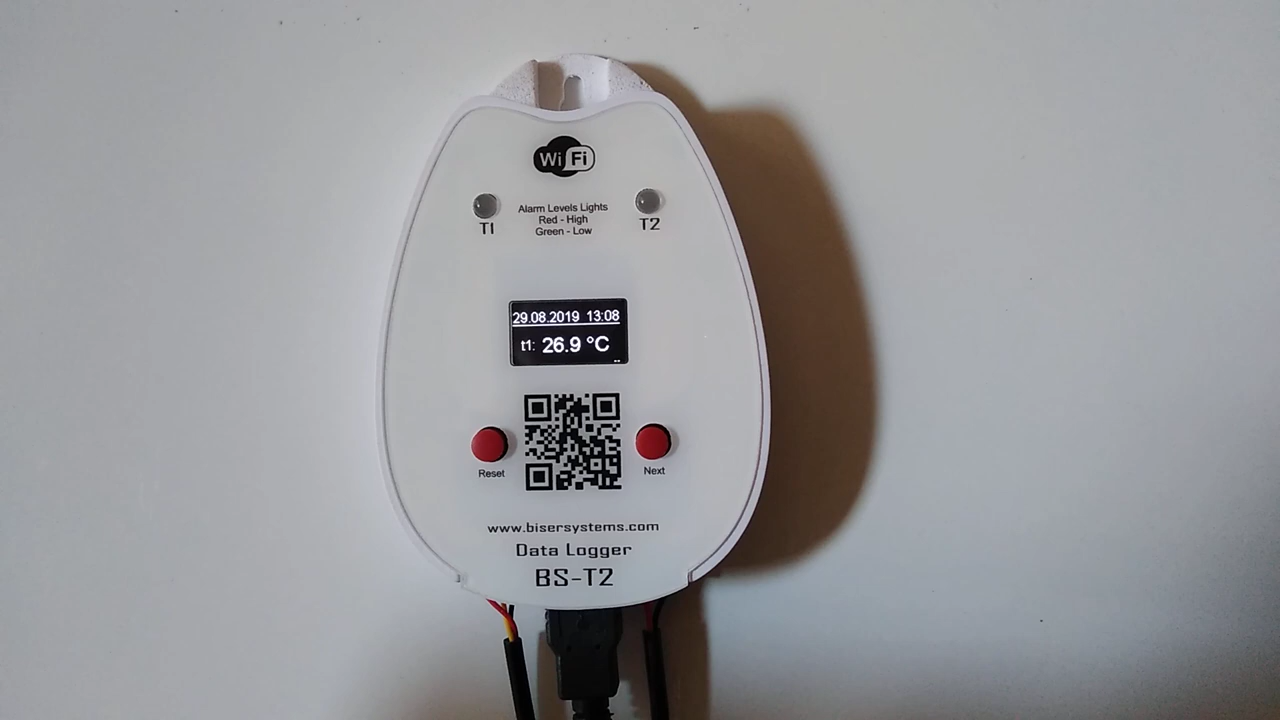 WiFi
Alarm Levels Lights
Red - High
Green - Low
T1
T2
29.08.2019 13:08
t1: 26.9 °C
Reset
Next
www.bisersystems.com
Data Logger
BS-T2